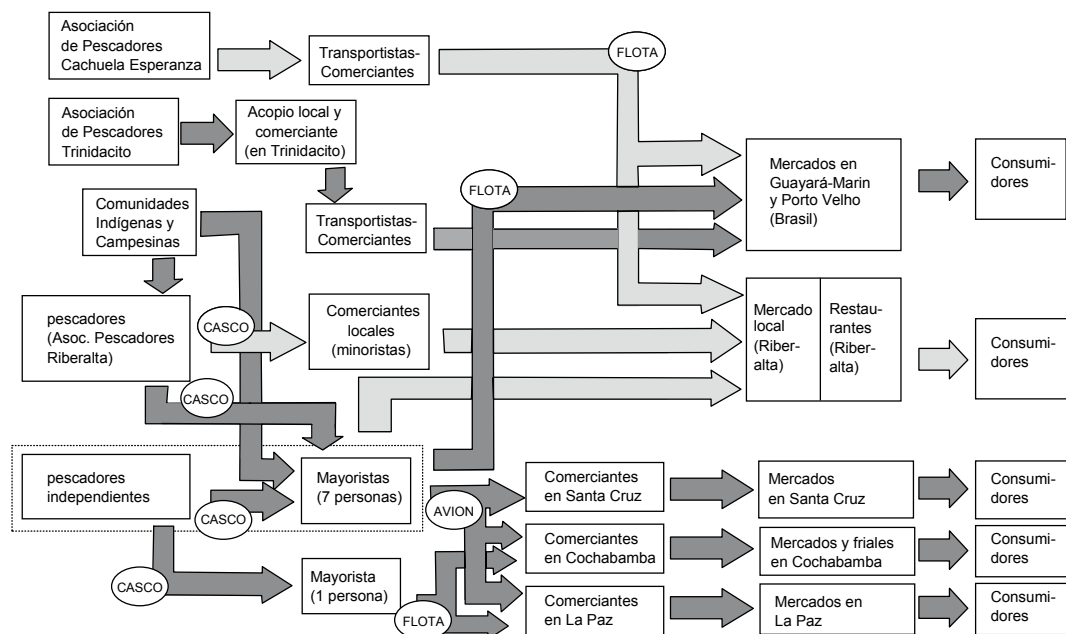 Asociación
de Pescadores
Cachuela Esperanza
Transportistas-
Comerciantes
FLOTA
Asociación
de Pescadores
Trinidacito
Acopio local y
comerciante
(en Trinidacito)
Mercados en
Guayará-Marin
y Porto Velho
(Brasil)
Consumi-
dores
FLOTA
Comunidades
Indígenas y
Campesinas
Transportistas-
Comerciantes
pescadores
(Asoc. Pescadores
Riberalta)
CASCO
Comerciantes
locales
(minoristas)
Mercado
local
(Riber-
alta)
Restau-
rantes
(Riber-
alta)
Consumi-
dores
CASCO
pescadores
independientes
CASCO
Mayoristas
(7 personas)
AVION
Comerciantes
en Santa Cruz
Mercados
en Santa Cruz
Consumi-
dores
Comerciantes
en Cochabamba
Mercados y friales
en Cochabamba
Consumi-
dores
CASCO
Mayorista
(1 persona)
FLOTA
Comerciantes
en La Paz
Mercados en
La Paz
Consumi-
dores